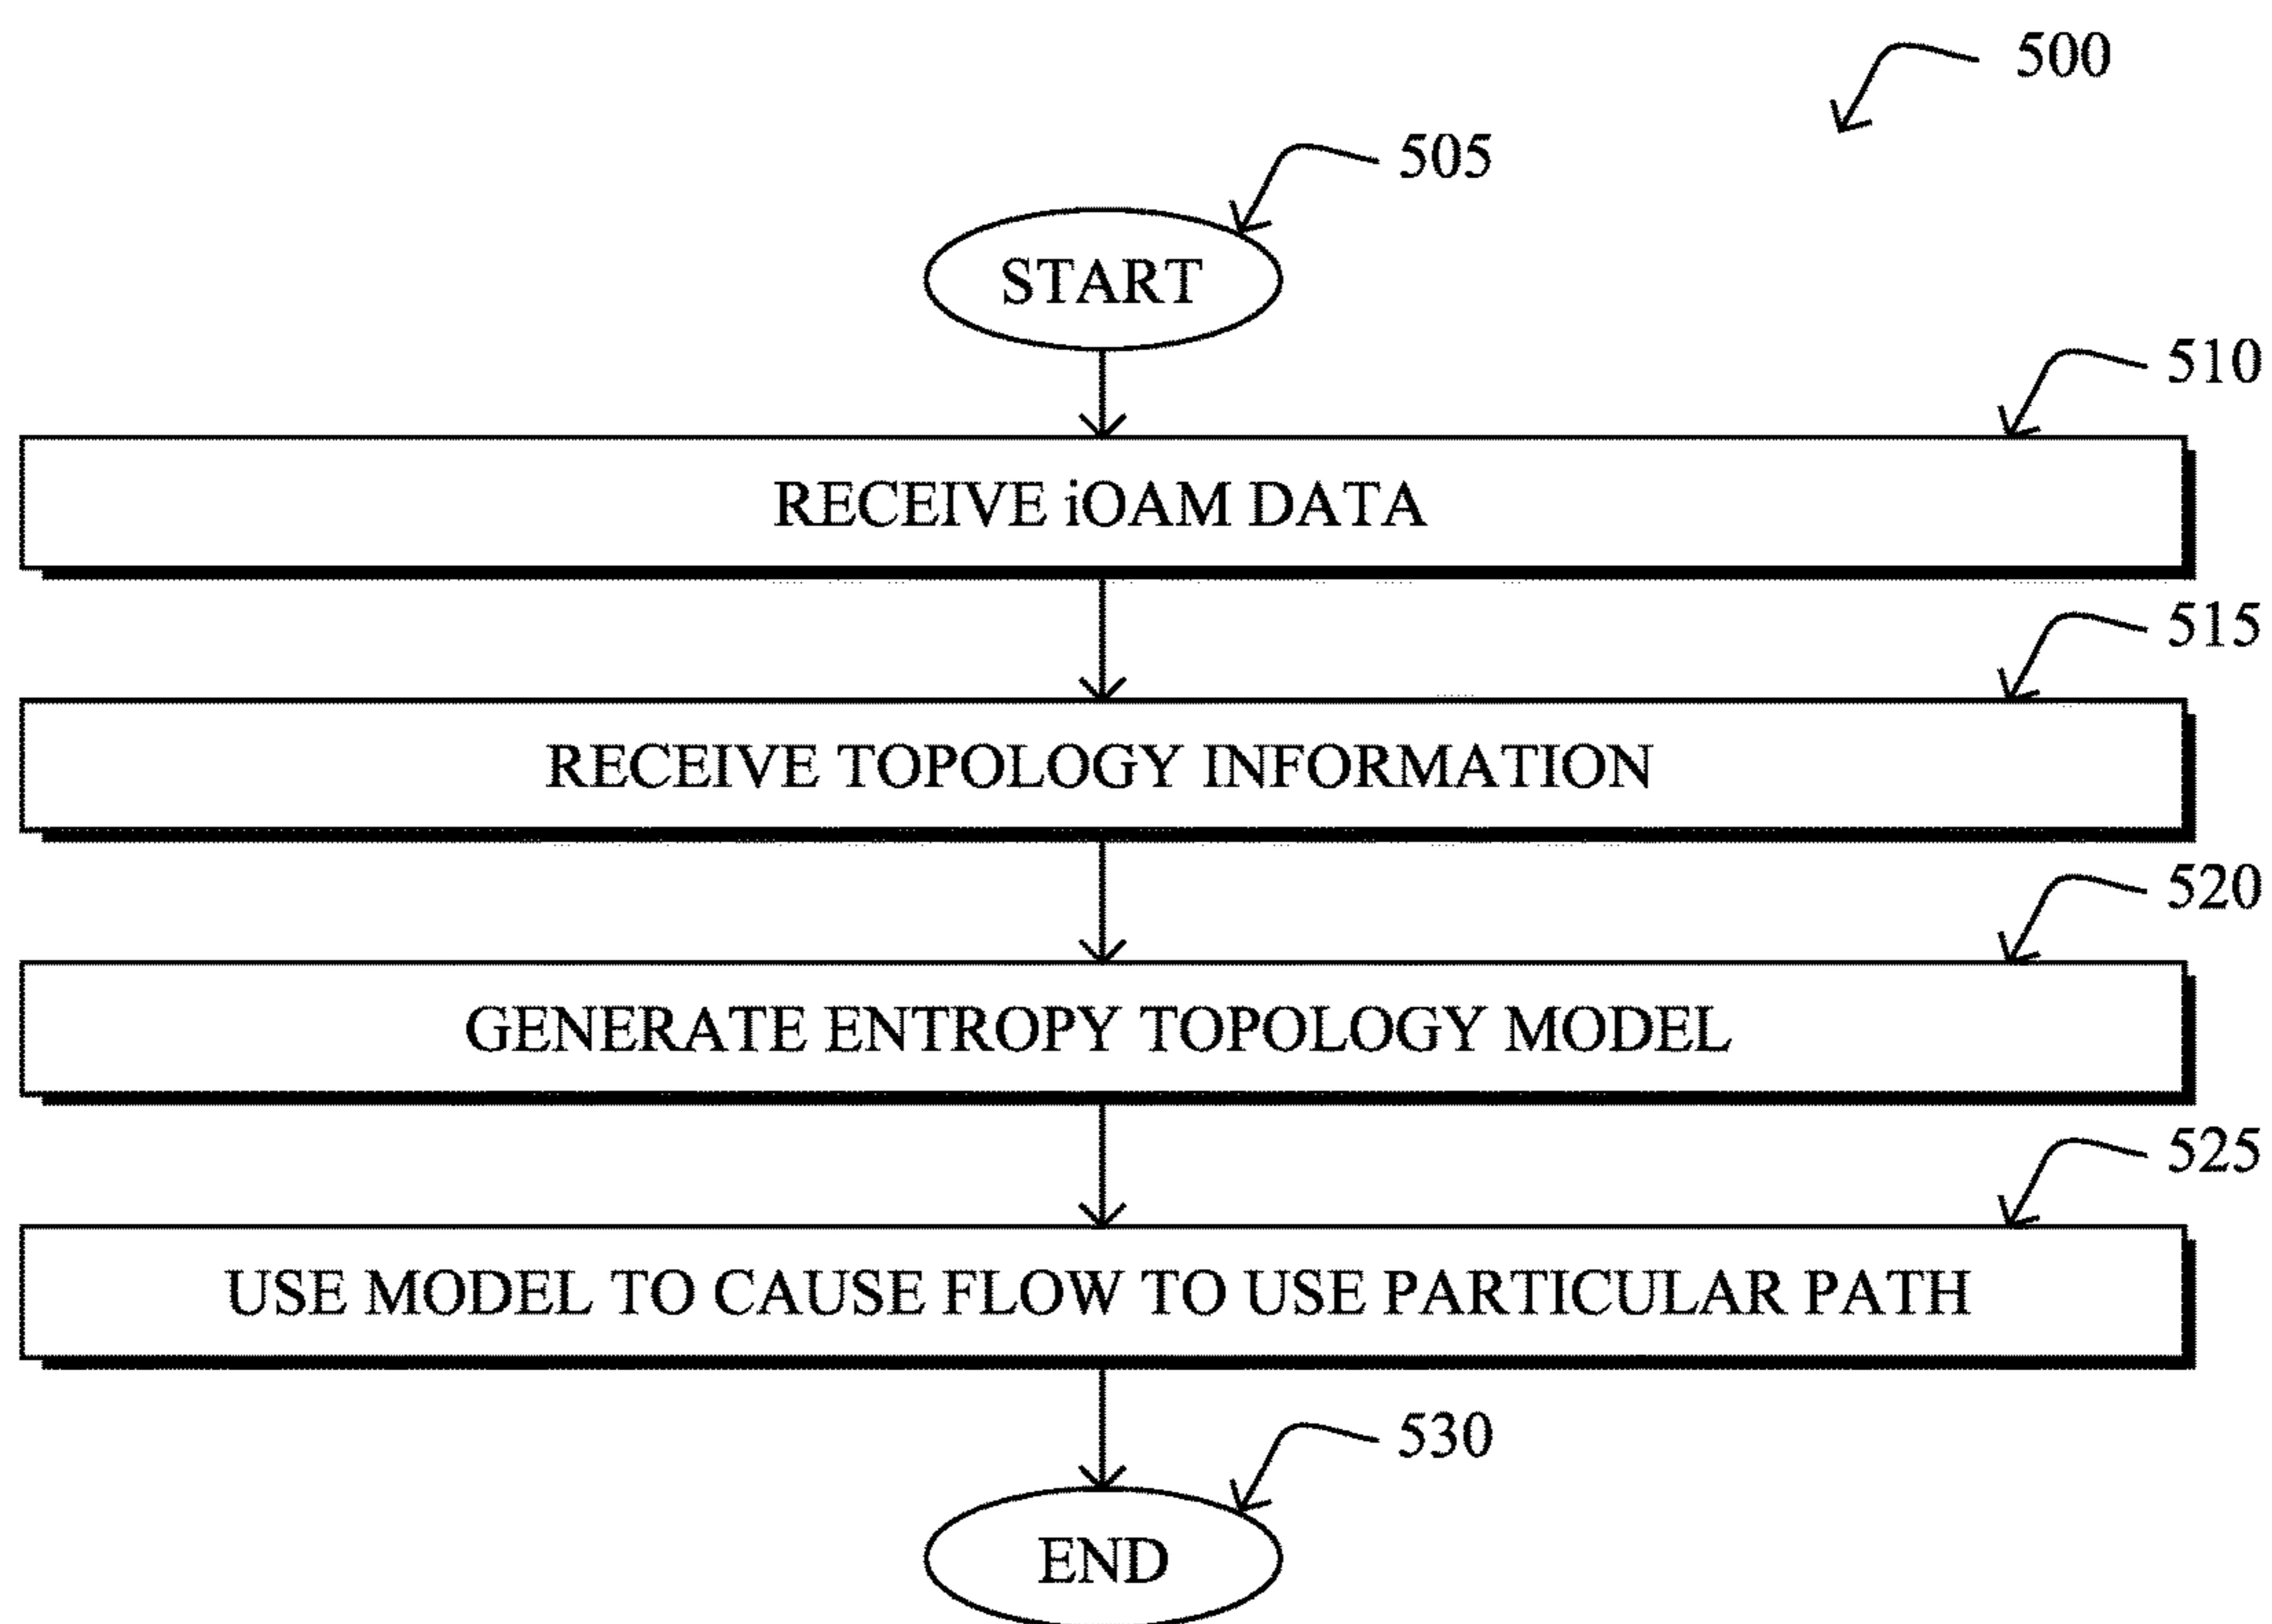 500
505
START
510
RECEIVE iOAM DATA
515
RECEIVE TOPOLOGY INFORMATION
520
GENERATE ENTROPY TOPOLOGY MODEL
525
USE MODEL TO CAUSE FLOW TO USE PARTICULAR PATH
530
END